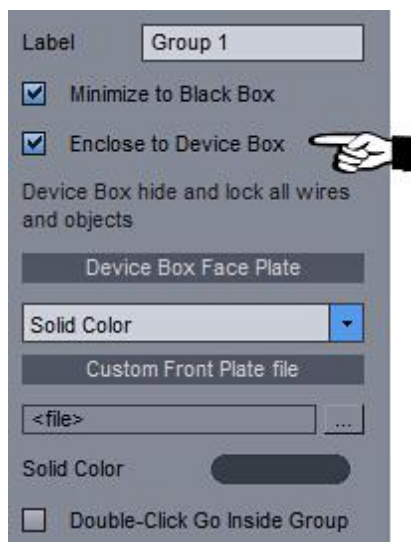 Label Group 1
Minimize to Black Box
Enclose to Device Box
Device Box hide and lock all wires
and objects
Device Box Face Plate
Solid Color
Custom Front Plate file
<file> ...
Solid Color
Double-Click Go Inside Group